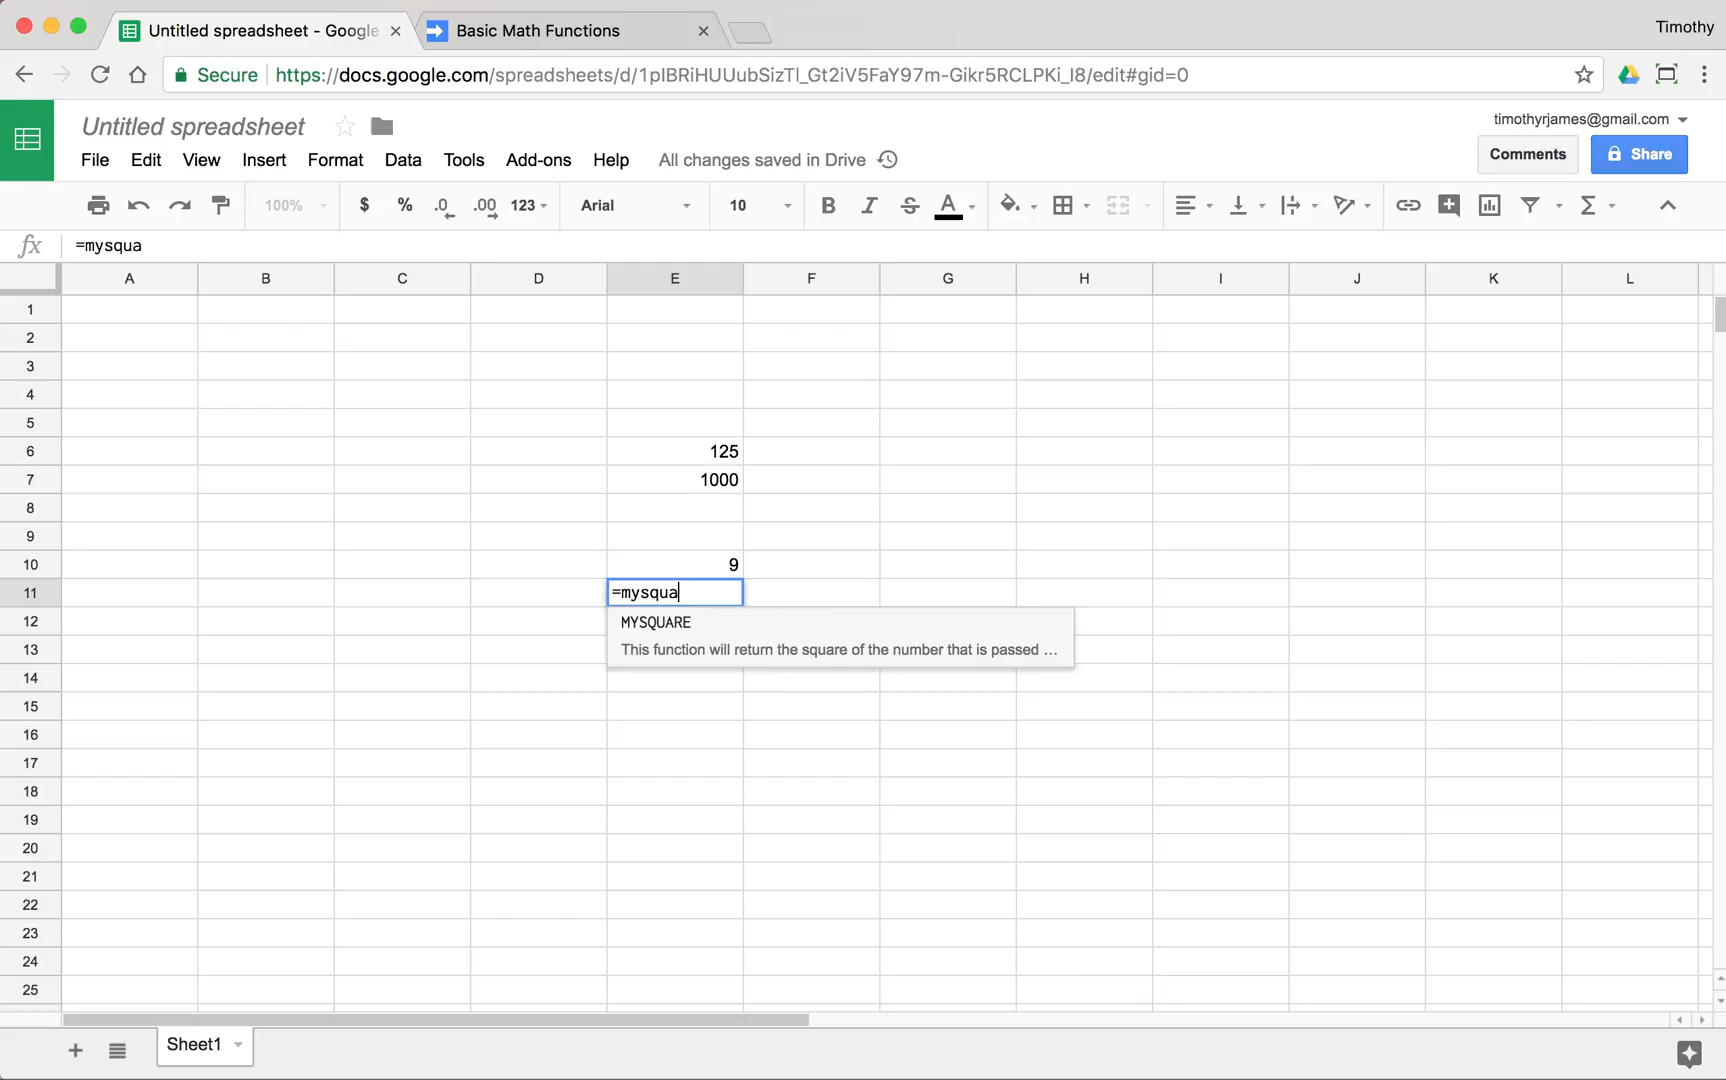 Untitled spreadsheet - Google
Basic Math Functions
Timothy
Secure
https://docs.google.com/spreadsheets/d/1pIBRiHUUubSizTl_Gt2iV5FaY97m-Gikr5RCLPKi_I8/edit#gid=0
Untitled spreadsheet
timothyrjames@gmail.com
File Edit View Insert Format Data Tools Add-ons Help All changes saved in Drive
Comments
Share
100% $ % .0 .00 123 Arial 10 B I S A Σ
fx =mysqua
A B C D E F G H I J K L
1
2
3
4
5
6 125
7 1000
8
9
10 9
11 =mysqua
12 MYSQUARE
13 This function will return the square of the number that is passed ...
14
15
16
17
18
19
20
21
22
23
24
25
Sheet1